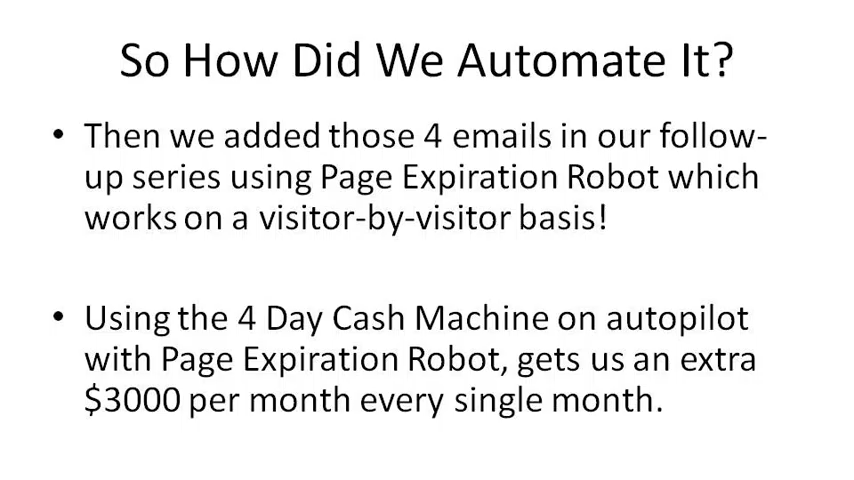 So How Did We Automate It?
• Then we added those 4 emails in our follow-
up series using Page Expiration Robot which
works on a visitor-by-visitor basis!
• Using the 4 Day Cash Machine on autopilot
with Page Expiration Robot, gets us an extra
$3000 per month every single month.